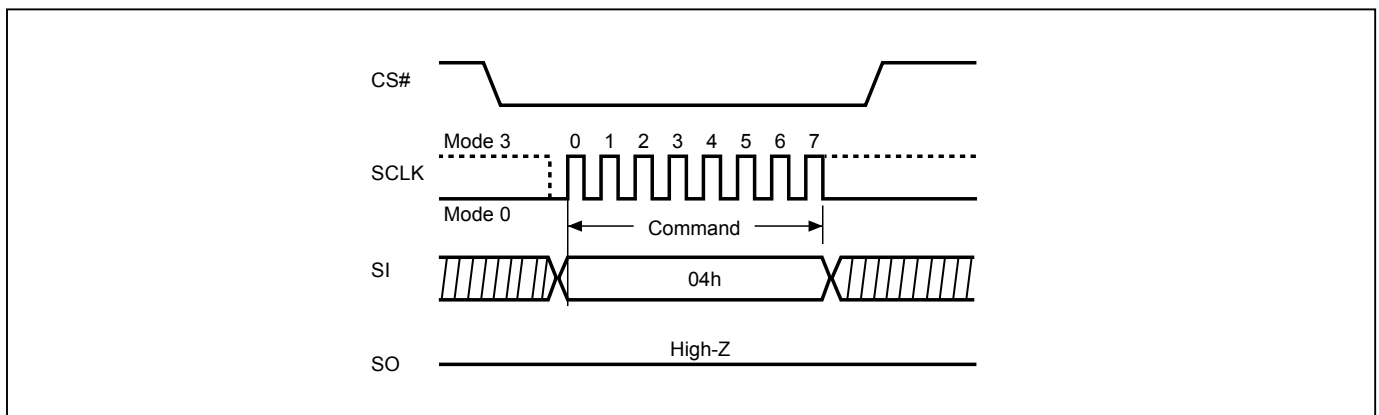 CS#
Mode 3
0 1 2 3 4 5 6 7
SCLK
Mode 0
Command
SI
04h
High-Z
SO